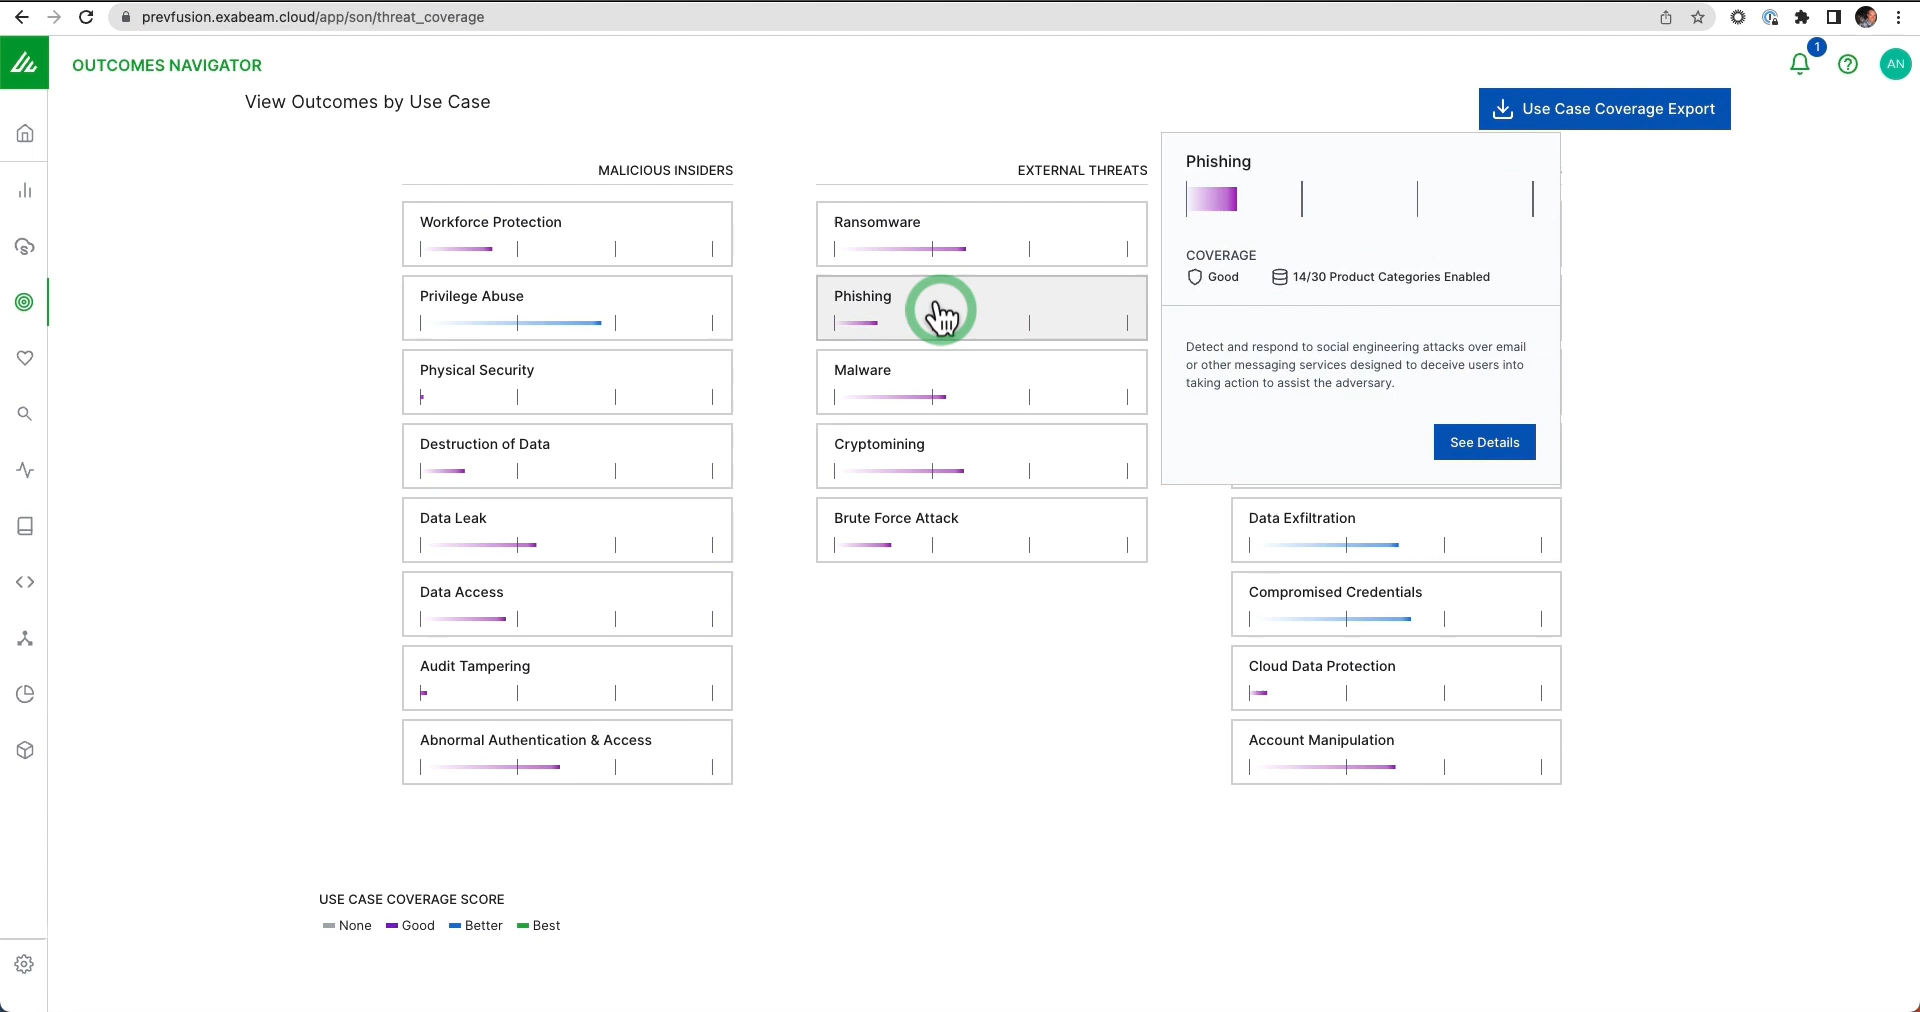 prevfusion.exabeam.cloud/app/son/threat_coverage
OUTCOMES NAVIGATOR
1
AN
View Outcomes by Use Case
Use Case Coverage Export
MALICIOUS INSIDERS
Workforce Protection
Privilege Abuse
Physical Security
Destruction of Data
Data Leak
Data Access
Audit Tampering
Abnormal Authentication & Access
EXTERNAL THREATS
Ransomware
Phishing
Malware
Cryptomining
Brute Force Attack
Phishing
COVERAGE
Good
14/30 Product Categories Enabled
Detect and respond to social engineering attacks over email
or other messaging services designed to deceive users into
taking action to assist the adversary.
See Details
Data Exfiltration
Compromised Credentials
Cloud Data Protection
Account Manipulation
USE CASE COVERAGE SCORE
None Good Better Best